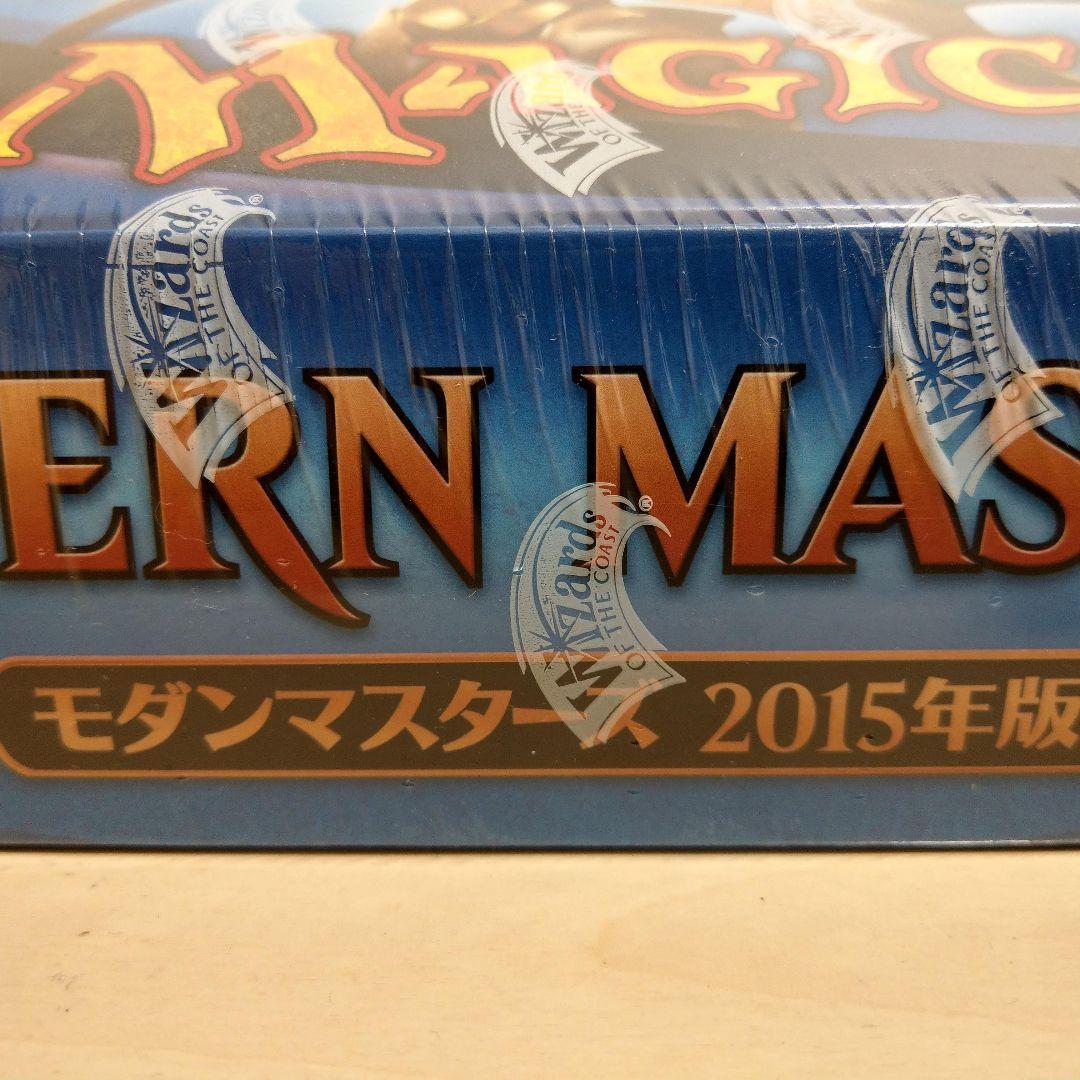 MAGIC
ERN MAS
モダンマスターズ 2015年版
Wizards OF THE
Wizards OF THE COAST ®
Wizards OF THE COAST
Wizards OF THE COAST ®